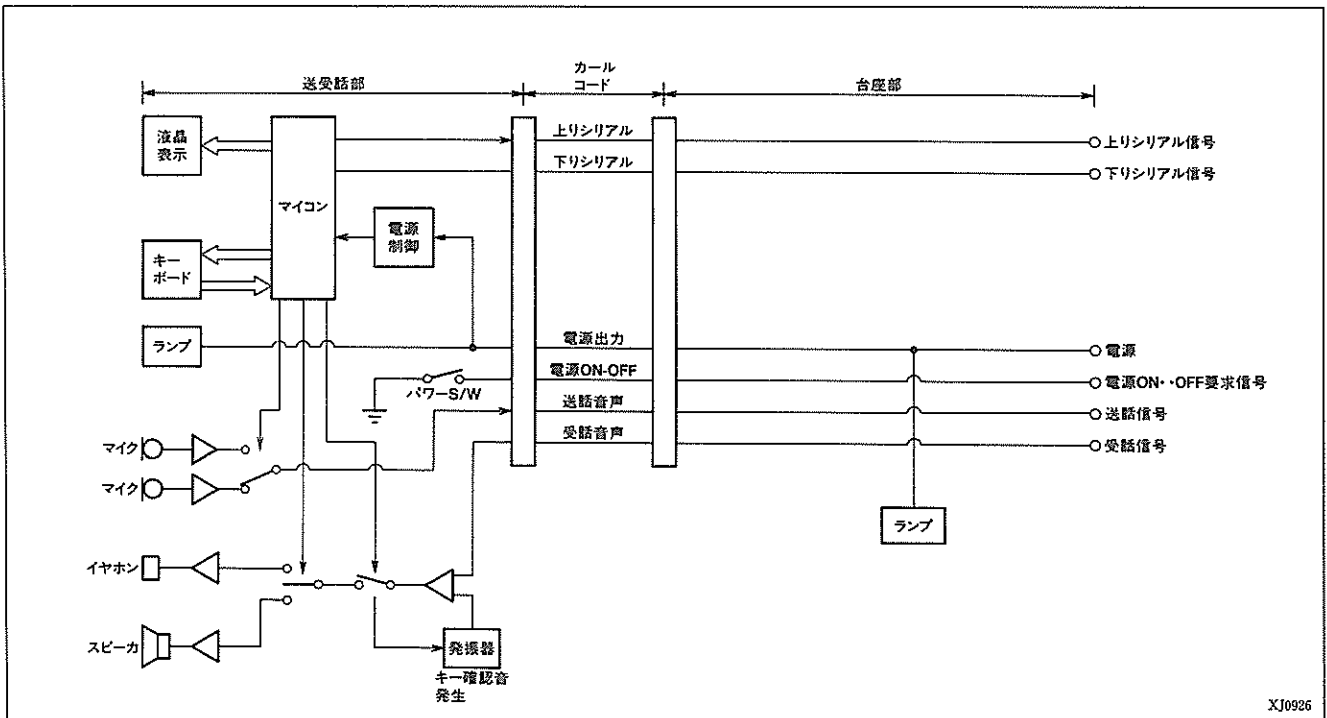 送受話部
カール
コード
台座部
液晶
表示
マイコン
上りシリアル
上りシリアル信号
下りシリアル
下りシリアル信号
電源
制御
キー
ボード
ランプ
電源出力
電源
電源ON-OFF
電源ON・・OFF要求信号
パワーS/W
送話音声
送話信号
受話音声
受話信号
マイク
マイク
ランプ
イヤホン
スピーカ
発振器
キー確認音
発生
XJ0926